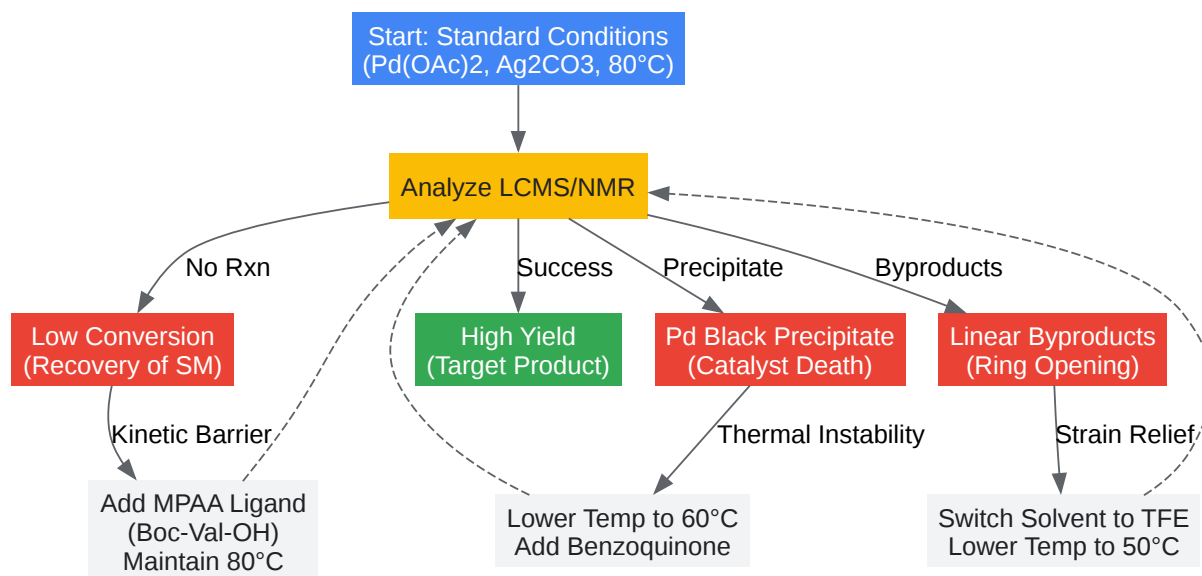 Start: Standard Conditions
(Pd(OAc)2, Ag2CO3, 80°C)
Analyze LCMS/NMR
No Rxn
Success
Precipitate
Byproducts
Low Conversion
(Recovery of SM)
High Yield
(Target Product)
Pd Black Precipitate
(Catalyst Death)
Linear Byproducts
(Ring Opening)
Kinetic Barrier
Thermal Instability
Strain Relief
Add MPAA Ligand
(Boc-Val-OH)
Maintain 80°C
Lower Temp to 60°C
Add Benzoquinone
Switch Solvent to TFE
Lower Temp to 50°C